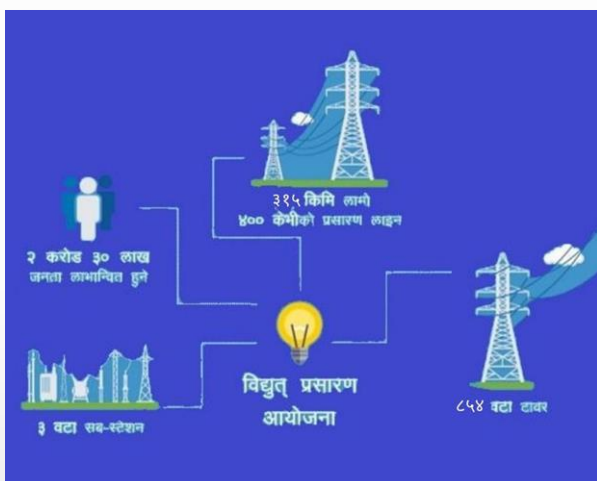 ३१५ किमि लामो
४०० केभीको प्रसारण लाइन
२ करोड ३० लाख
जनता लाभान्वित हुने
विद्युत् प्रसारण
आयोजना
८५४ वटा टावर
३ वटा सब-स्टेशन